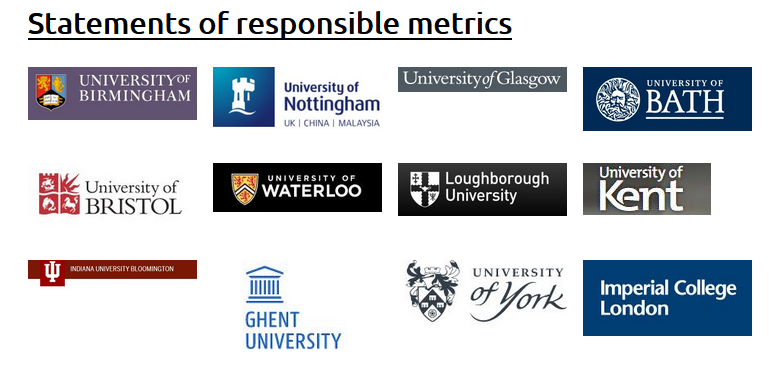 Statements of responsible metrics
UNIVERSITY OF
BIRMINGHAM
University of
Nottingham
UK | CHINA | MALAYSIA
University of Glasgow
UNIVERSITY OF
BATH
University of
BRISTOL
UNIVERSITY OF
WATERLOO
Loughborough
University
University of
Kent
INDIANA UNIVERSITY BLOOMINGTON
GHENT
UNIVERSITY
UNIVERSITY
of York
Imperial College
London